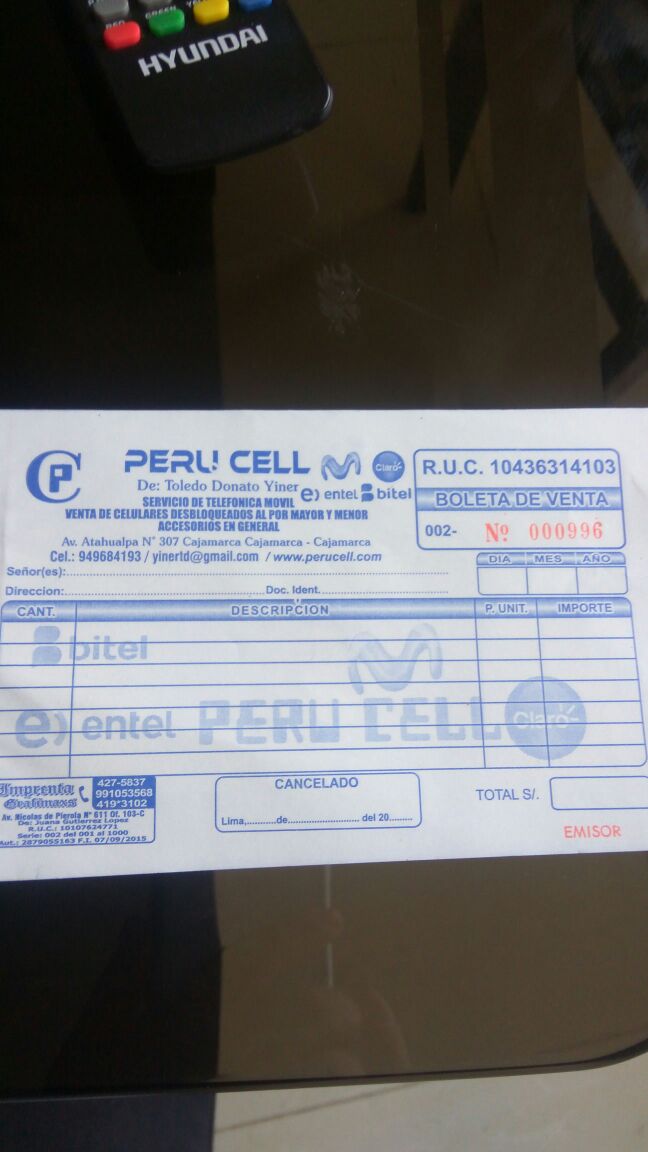 RED GREEN
HYUNDAI
CP
PERU CELL
Claro
De: Toledo Donato Yiner
e) entel bitel
SERVICIO DE TELEFONICA MOVIL
VENTA DE CELULARES DESBLOQUEADOS AL POR MAYOR Y MENOR
ACCESORIOS EN GENERAL
Av. Atahualpa N° 307 Cajamarca Cajamarca - Cajamarca
Cel.: 949684193 / yinertd@gmail.com / www.perucell.com
R.U.C. 10436314103
BOLETA DE VENTA
002- Nº 000996
DIA MES AÑO
Señor(es):
Direccion: Doc. Ident.
CANT. DESCRIPCION P. UNIT. IMPORTE
bitel
e) entel PERU CELL Claro
Imprenta
Grafimaxs
427-5837
991053568
419*3102
Av. Nicolas de Pierola N° 611 Of. 103-C
De: Juana Gutierrez Lopez
R.U.C.: 10107624771
Serie: 002 del 001 al 1000
Aut.: 2879055163 F.I. 07/09/2015
CANCELADO
Lima,............de..............................del 20..........
TOTAL S/.
EMISOR